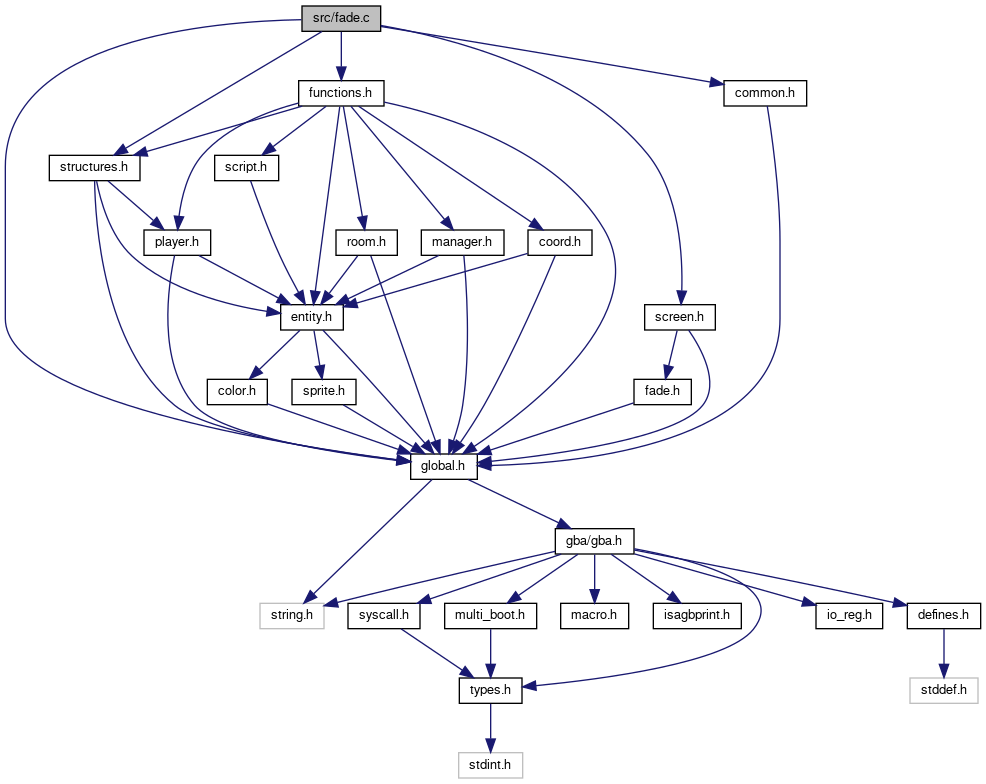 src/fade.c
functions.h
common.h
structures.h
script.h
player.h
room.h
manager.h
coord.h
entity.h
screen.h
color.h
sprite.h
fade.h
global.h
gba/gba.h
string.h
syscall.h
multi_boot.h
macro.h
isagbprint.h
io_reg.h
defines.h
types.h
stddef.h
stdint.h